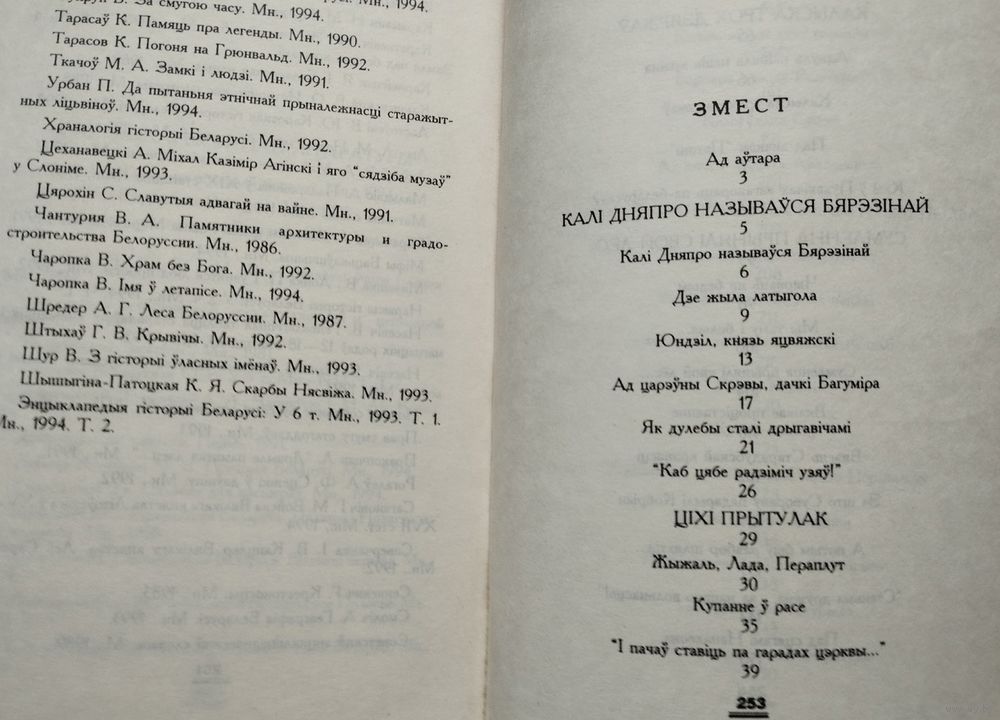 В. За смугою часу. Мн., 1994.
Мн., 1994.
Тарасаў К. Памяць пра легенды. Мн., 1990.
Тарасов К. Погоня на Грюнвальд. Мн., 1992.
Ткачоў М. А. Замкі і людзі. Мн., 1991.
Урбан П. Да пытаньня этнічнай прыналежнасці старажыт-
ных ліцьвіноў. Мн., 1994.
Храналогія гісторыі Беларусі. Мн., 1992.
Цеханавецкі А. Міхал Казімір Агінскі і яго “сядзіба музаў”
у Слоніме. Мн., 1993.
Цярохін С. Славутыя адвагай на вайне. Мн., 1991.
Чантурия В. А. Памятники архитектуры и градо-
строительства Белоруссии. Мн., 1986.
Чаропка В. Храм без Бога. Мн., 1992.
Чаропка В. Імя ў летапісе. Мн., 1994.
Шредер А. Г. Леса Белоруссии. Мн., 1987.
Штыхаў Г. В. Крывічы. Мн., 1992.
Шур В. З гісторыі ўласных імёнаў. Мн., 1993.
Шышыгіна-Патоцкая К. Я. Скарбы Нясвіжа. Мн., 1993.
Энцыклапедыя гісторыі Беларусі: У 6 т. Мн., 1993. Т. 1.
Мн., 1994. Т. 2.
ЗМЕСТ
Ад аўтара
3
КАЛІ ДНЯПРО НАЗЫВАЎСЯ БЯРЭЗІНАЙ
5
Калі Дняпро называўся Бярэзінай
6
Дзе жыла латыгола
9
Юндзіл, князь яцвяжскі
13
Ад царэўны Скрэвы, дачкі Багуміра
17
Як дулебы сталі дрыгавічамі
21
“Каб цябе радзіміч узяў!”
26
ЦІХІ ПРЫТУЛАК
29
Жыжаль, Лада, Пераплут
30
Купанне ў расе
35
“І пачаў ставіць па гарадах цэрквы...”
39
253